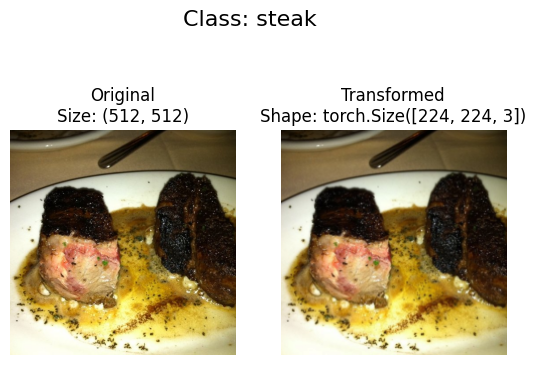 Class: steak
Original
Size: (512, 512)
Transformed
Shape: torch.Size([224, 224, 3])